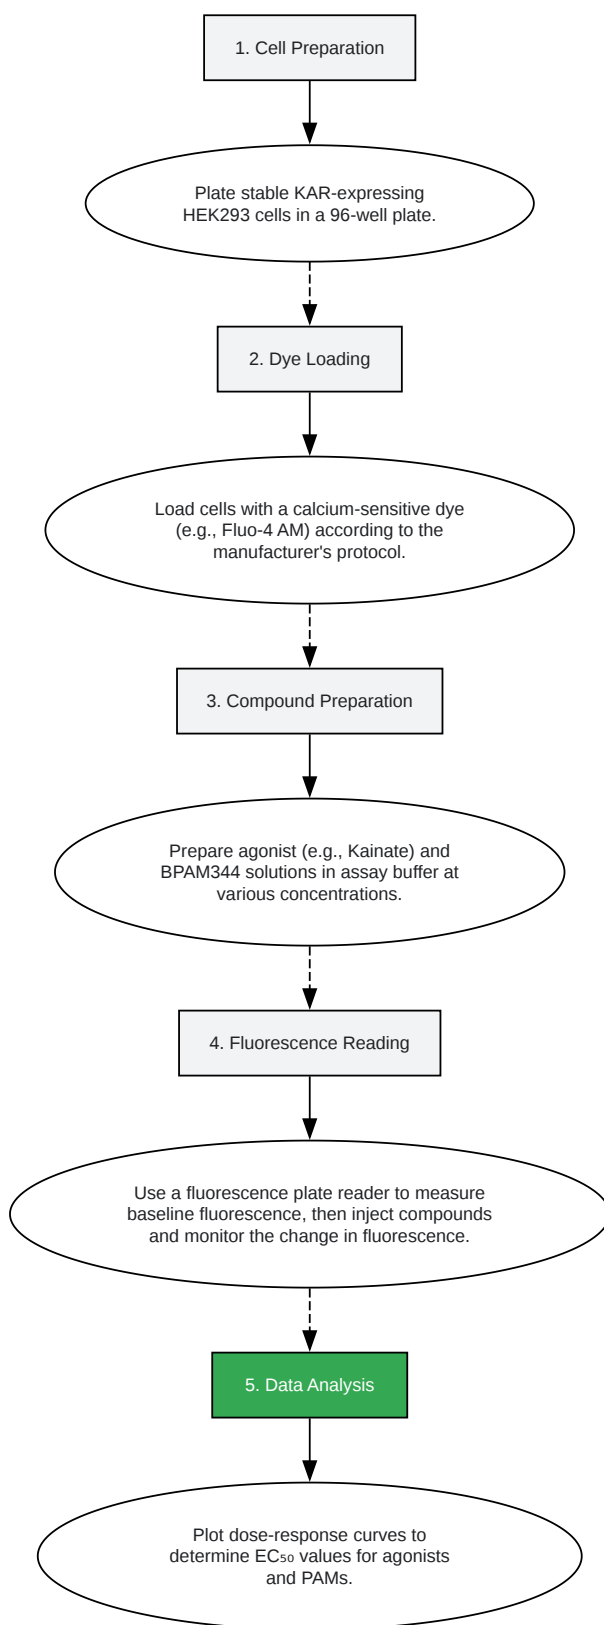 1. Cell Preparation
Plate stable KAR-expressing
HEK293 cells in a 96-well plate.
2. Dye Loading
Load cells with a calcium-sensitive dye
(e.g., Fluo-4 AM) according to the
manufacturer's protocol.
3. Compound Preparation
Prepare agonist (e.g., Kainate) and
BPAM344 solutions in assay buffer at
various concentrations.
4. Fluorescence Reading
Use a fluorescence plate reader to measure
baseline fluorescence, then inject compounds
and monitor the change in fluorescence.
5. Data Analysis
Plot dose-response curves to
determine EC₅₀ values for agonists
and PAMs.